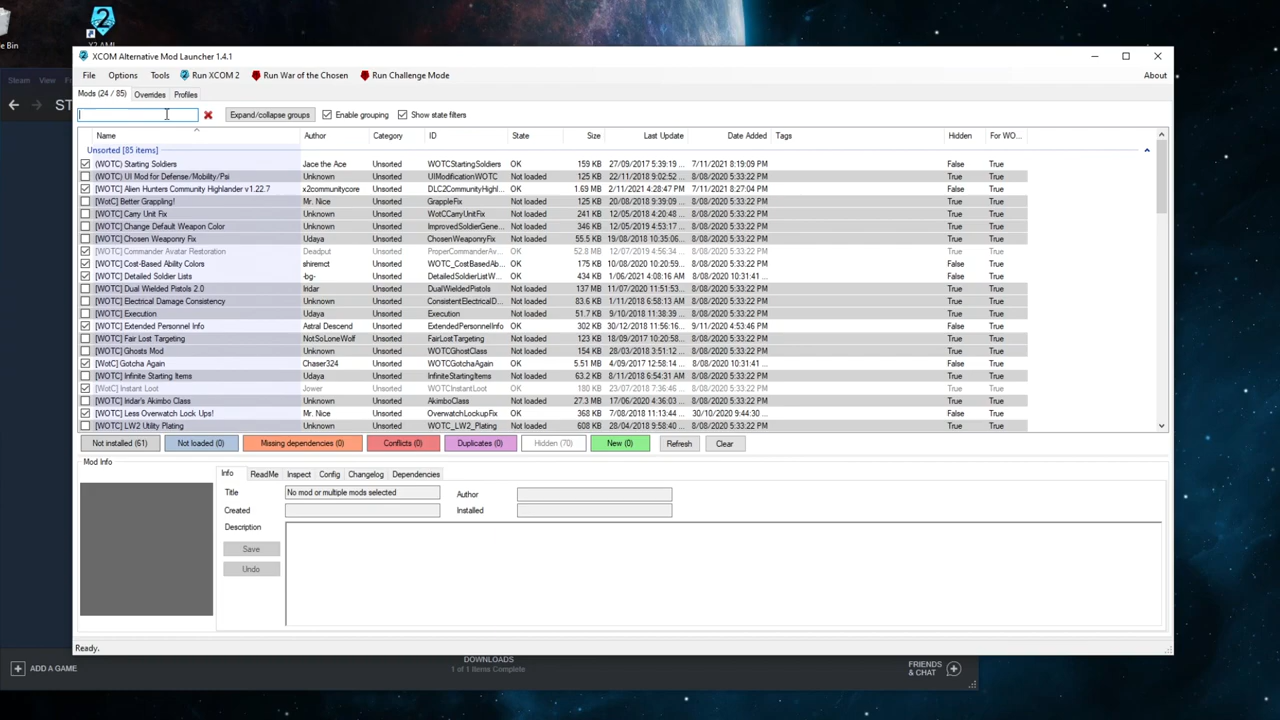 e Bin
XCOM Alternative Mod Launcher 1.4.1
Steam View
ST
File Options Tools Run XCOM 2 Run War of the Chosen Run Challenge Mode About
Mods (24 / 85) Overrides Profiles
Expand/collapse groups Enable grouping Show state filters
Name Author Category ID State Size Last Update Date Added Tags Hidden For WO...
Unsorted [85 items]
(WOTC) Starting Soldiers Jace the Ace Unsorted WOTCStartingSoldiers OK 159 KB 27/09/2017 5:39:19 ... 7/11/2021 8:19:09 PM False True
(WOTC) UI Mod for Defense/Mobility/Psi Unknown Unsorted UIModificationWOTC Not loaded 125 KB 21/11/2018 9:02:52 ... 8/08/2020 5:33:22 PM True True
[WOTC] Alien Hunters Community Highlander v1.22.7 x2communitycore Unsorted DLC2CommunityHighl... OK 1.69 MB 2/11/2021 4:28:47 PM 7/11/2021 8:27:04 PM False True
[WotC] Better Grappling! Mr. Nice Unsorted GrappleFix Not loaded 125 KB 20/08/2018 9:39:09 ... 8/08/2020 5:33:22 PM True True
[WOTC] Carry Unit Fix Unknown Unsorted WotCCarryUnitFix Not loaded 241 KB 12/05/2018 4:20:48 ... 8/08/2020 5:33:22 PM True True
[WOTC] Change Default Weapon Color Unknown Unsorted ImprovedSoldierGene... Not loaded 346 KB 12/05/2019 4:53:17 ... 8/08/2020 5:33:22 PM True True
[WOTC] Chosen Weaponry Fix Udaya Unsorted ChosenWeaponryFix Not loaded 55.5 KB 19/08/2018 10:35:06... 8/08/2020 5:33:22 PM True True
[WOTC] Commander Avatar Restoration Deadput Unsorted ProperCommanderAv... OK 52.8 MB 12/07/2019 4:56:34 ... 8/08/2020 5:33:22 PM True True
[WOTC] Cost-Based Ability Colors shiremct Unsorted WOTC_CostBasedAb... OK 175 KB 10/08/2020 10:20:59... 8/08/2020 10:31:41 ... False True
[WOTC] Detailed Soldier Lists -bg- Unsorted DetailedSoldierListW... OK 434 KB 1/06/2021 4:08:16 AM 8/08/2020 10:31:41 ... False True
[WOTC] Dual Wielded Pistols 2.0 Iridar Unsorted DualWieldedPistols Not loaded 137 MB 11/07/2020 11:51:53... 8/08/2020 5:33:22 PM True True
[WOTC] Electrical Damage Consistency Unknown Unsorted ConsistentElectricalD... Not loaded 83.6 KB 1/11/2018 6:58:13 AM 8/08/2020 5:33:22 PM True True
[WOTC] Execution Unknown Unsorted Execution Not loaded 51.7 KB 9/10/2018 11:38:39... 8/08/2020 5:33:22 PM True True
[WOTC] Extended Personnel Info Astral Descend Unsorted ExtendedPersonnelInfo OK 302 KB 30/12/2018 11:56:16... 9/11/2020 4:53:46 PM False True
[WOTC] Fair Lost Targeting NotSoLoneWolf Unsorted FairLostTargeting Not loaded 123 KB 18/09/2017 10:20:58... 8/08/2020 5:33:22 PM True True
[WOTC] Ghosts Mod Unknown Unsorted WOTCGhostClass Not loaded 154 KB 28/03/2018 3:51:12 ... 8/08/2020 5:33:22 PM True True
[WotC] Gotcha Again Chaser324 Unsorted WOTCGotchaAgain OK 5.51 MB 4/09/2017 12:58:14 ... 8/08/2020 10:31:41 ... False True
[WOTC] Infinite Starting Items Udaya Unsorted InfiniteStartingItems Not loaded 63.2 KB 8/11/2018 6:54:31 AM 8/08/2020 5:33:22 PM True True
[WotC] Instant Loot Jower Unsorted WOTCInstantLoot OK 180 KB 23/07/2018 7:36:46 ... 8/08/2020 5:33:22 PM True True
[WOTC] Iridar's Akimbo Class Unknown Unsorted AkimboClass Not loaded 27.3 MB 17/06/2020 4:36:03 ... 8/08/2020 5:33:22 PM True True
[WOTC] Less Overwatch Lock Ups! Mr. Nice Unsorted OverwatchLockupFix OK 368 KB 7/08/2018 11:13:44 ... 30/10/2020 9:44:30 ... False True
[WOTC] LW2 Utility Plating Unknown Unsorted WOTC_LW2_Plating Not loaded 608 KB 28/04/2018 9:58:40 ... 8/08/2020 5:33:22 PM True True
Not installed (61) Not loaded (0) Missing dependencies (0) Conflicts (0) Duplicates (0) Hidden (70) New (0) Refresh Clear
Mod Info
Info ReadMe Inspect Config Changelog Dependencies
Title No mod or multiple mods selected Author
Created Installed
Description
Save
Undo
Ready.
ADD A GAME
DOWNLOADS
1 of 1 Items Complete
FRIENDS
& CHAT